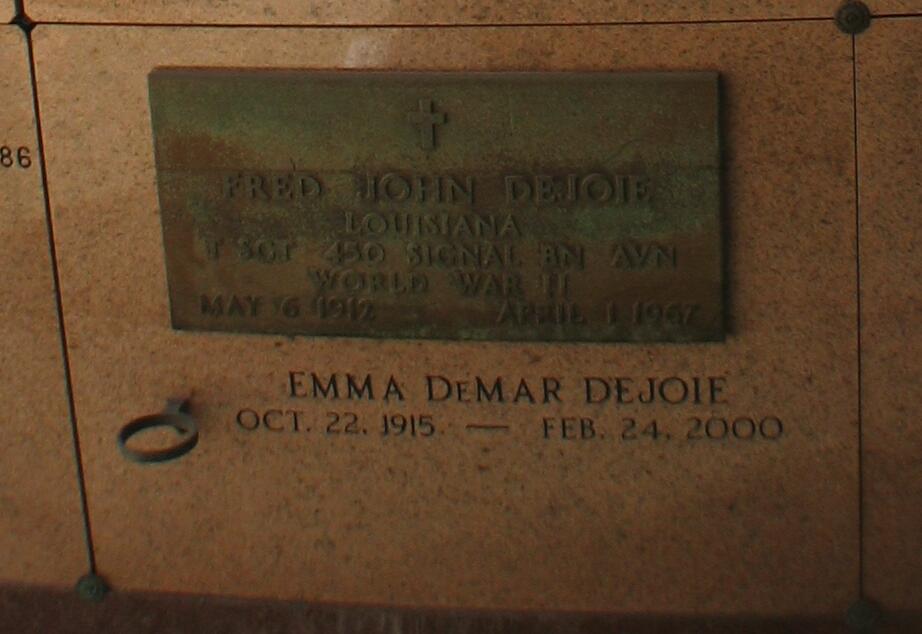 86
FRED JOHN DEJOIE
LOUISIANA
T SGT 450 SIGNAL BN AVN
WORLD WAR II
MAY 6 1912 APRIL 1 1967
EMMA DEMAR DEJOIE
OCT. 22, 1915 — FEB. 24, 2000